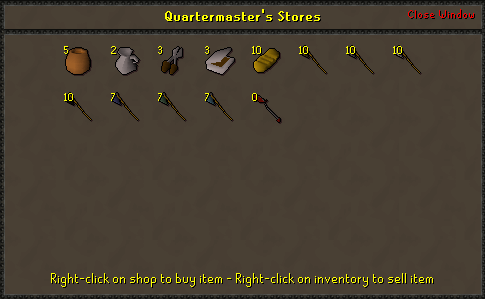 Quartermaster's Stores
Close Window
5 2 3 3 10 10 10 10
10 7 7 7 0
Right-click on shop to buy item - Right-click on inventory to sell item